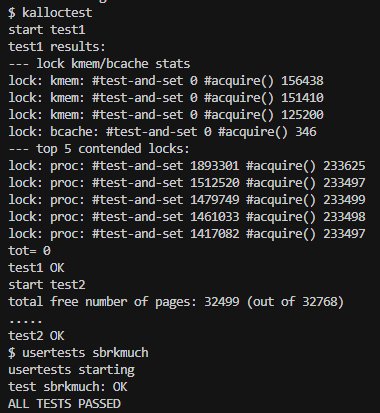 $ kalloctest
start test1
test1 results:
--- lock kmem/bcache stats
lock: kmem: #test-and-set 0 #acquire() 156438
lock: kmem: #test-and-set 0 #acquire() 151410
lock: kmem: #test-and-set 0 #acquire() 125200
lock: bcache: #test-and-set 0 #acquire() 346
--- top 5 contended locks:
lock: proc: #test-and-set 1893301 #acquire() 233625
lock: proc: #test-and-set 1512520 #acquire() 233497
lock: proc: #test-and-set 1479749 #acquire() 233499
lock: proc: #test-and-set 1461033 #acquire() 233498
lock: proc: #test-and-set 1417082 #acquire() 233497
tot= 0
test1 OK
start test2
total free number of pages: 32499 (out of 32768)
.....
test2 OK
$ usertests sbrkmuch
usertests starting
test sbrkmuch: OK
ALL TESTS PASSED